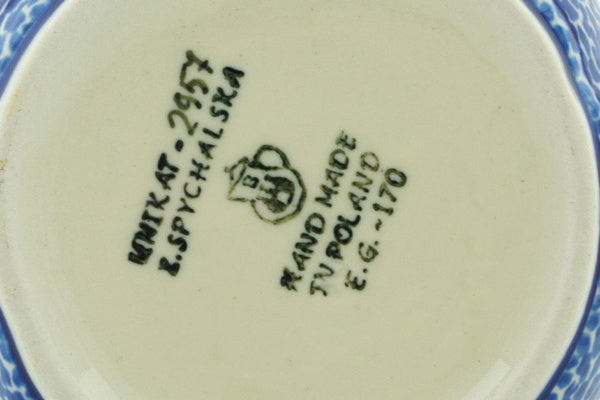 UNIKAT - 2957
B. SPYCHALSKA
HAND MADE
IN POLAND
E.G. - 170